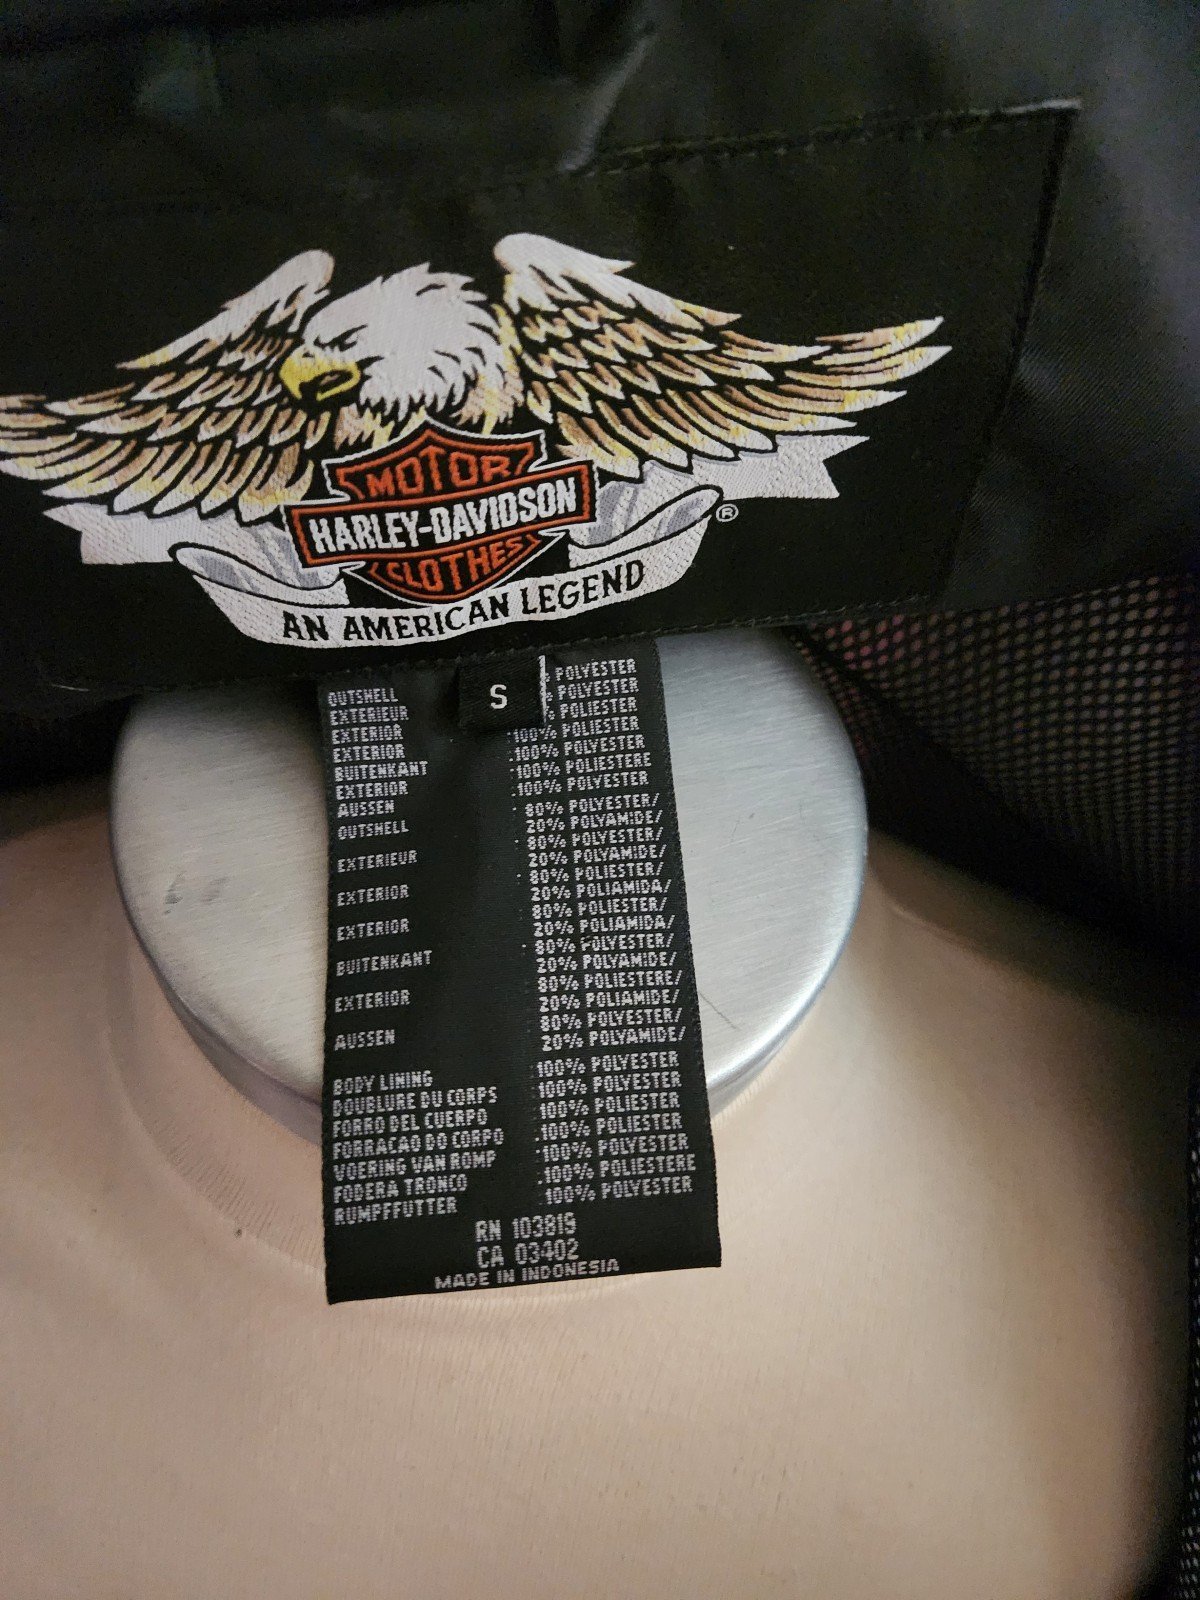 MOTOR
HARLEY-DAVIDSON
CLOTHES
®
AN AMERICAN LEGEND
S
OUTSHELL % POLYESTER
EXTERIEUR % POLYESTER
EXTERIOR % POLIESTER
EXTERIOR 100% POLIESTER
BUITENKANT 100% POLYESTER
EXTERIOR 100% POLIESTERE
AUSSEN 100% POLYESTER
OUTSHELL 80% POLYESTER/
20% POLYAMIDE/
EXTERIEUR 80% POLYESTER/
20% POLYAMIDE/
EXTERIOR 80% POLIESTER/
20% POLIAMIDA/
EXTERIOR 80% POLIESTER/
20% POLIAMIDA/
BUITENKANT 80% POLYESTER/
20% POLYAMIDE/
EXTERIOR 80% POLIESTERE/
20% POLIAMIDE/
AUSSEN 80% POLYESTER/
20% POLYAMIDE/
BODY LINING 100% POLYESTER
DOUBLURE DU CORPS 100% POLYESTER
FORRO DEL CUERPO 100% POLIESTER
FORRACAO DO CORPO 100% POLIESTER
VOERING VAN ROMP 100% POLYESTER
FODERA TRONCO 100% POLIESTERE
RUMPFFUTTER 100% POLYESTER
RN 103819
CA 03402
MADE IN INDONESIA